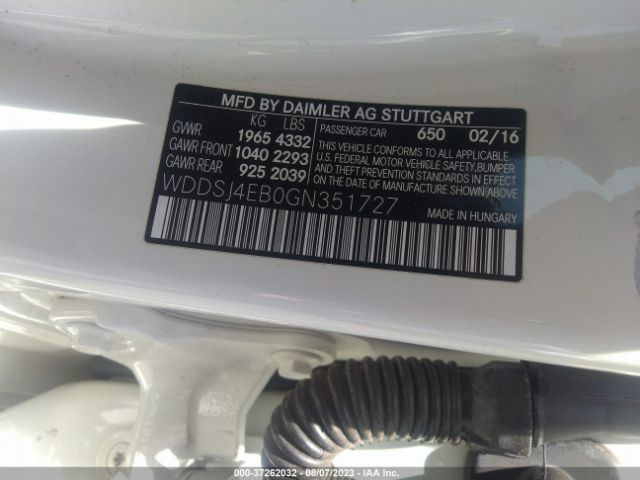 MFD BY DAIMLER AG STUTTGART
KG LBS
GVWR 1965 4332
GAWR FRONT 1040 2293
GAWR REAR 925 2039
PASSENGER CAR 650 02/16
THIS VEHICLE CONFORMS TO ALL APPLICABLE
U.S. FEDERAL MOTOR VEHICLE SAFETY,BUMPER
AND THEFT PREVENTION STANDARDS IN EFFECT
ON THE DATE OF MANUFACTURE SHOWN ABOVE/
WDDSJ4EB0GN351727
MADE IN HUNGARY
000-37262032 - 08/07/2023 - IAA Inc.